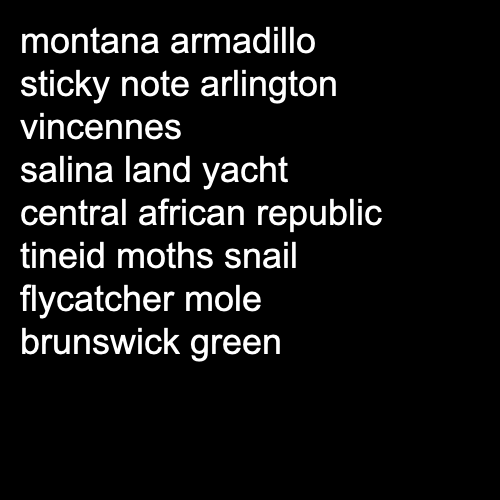 montana armadillo
sticky note arlington
vincennes
salina land yacht
central african republic
tineid moths snail
flycatcher mole
brunswick green